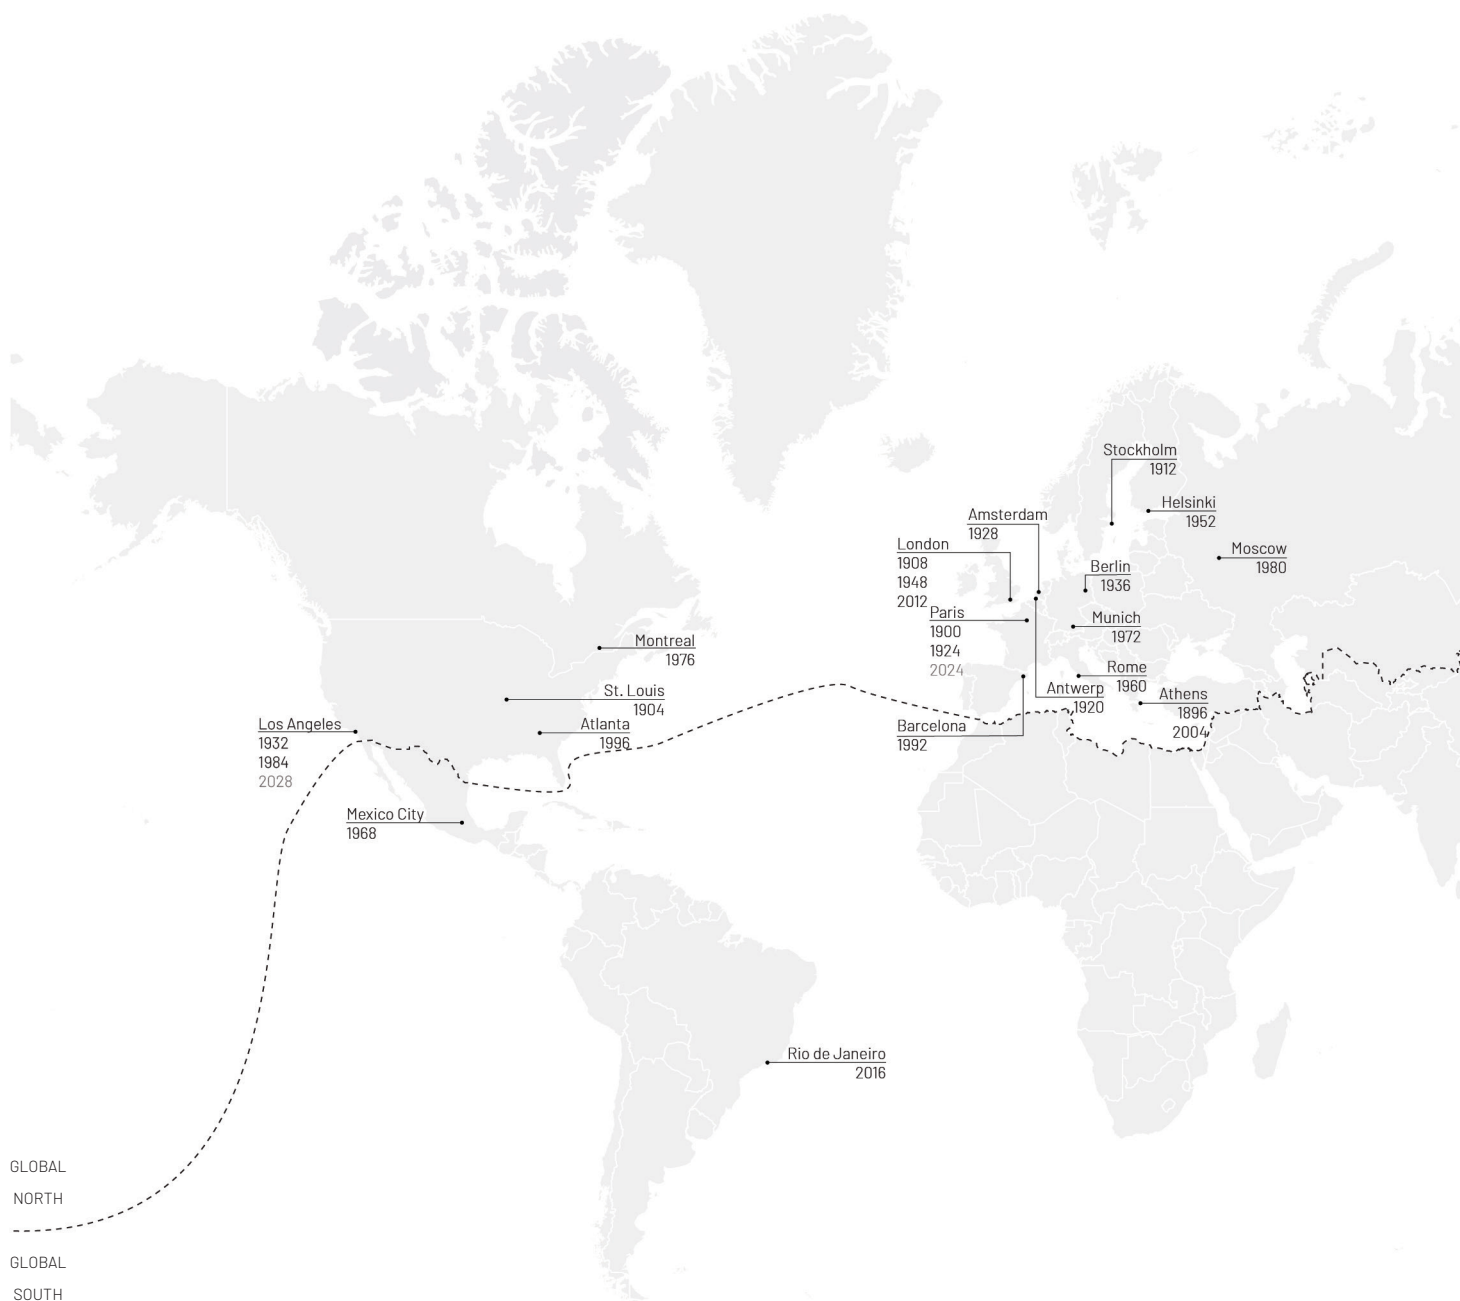 Stockholm
1912
Helsinki
1952
Amsterdam
1928
London
1908
1948
2012
Moscow
1980
Berlin
1936
Paris
1900
1924
2024
Munich
1972
Montreal
1976
Rome
1960
Antwerp
1920
Athens
1896
2004
St. Louis
1904
Los Angeles
1932
1984
2028
Atlanta
1996
Barcelona
1992
Mexico City
1968
Rio de Janeiro
2016
GLOBAL
NORTH
GLOBAL
SOUTH